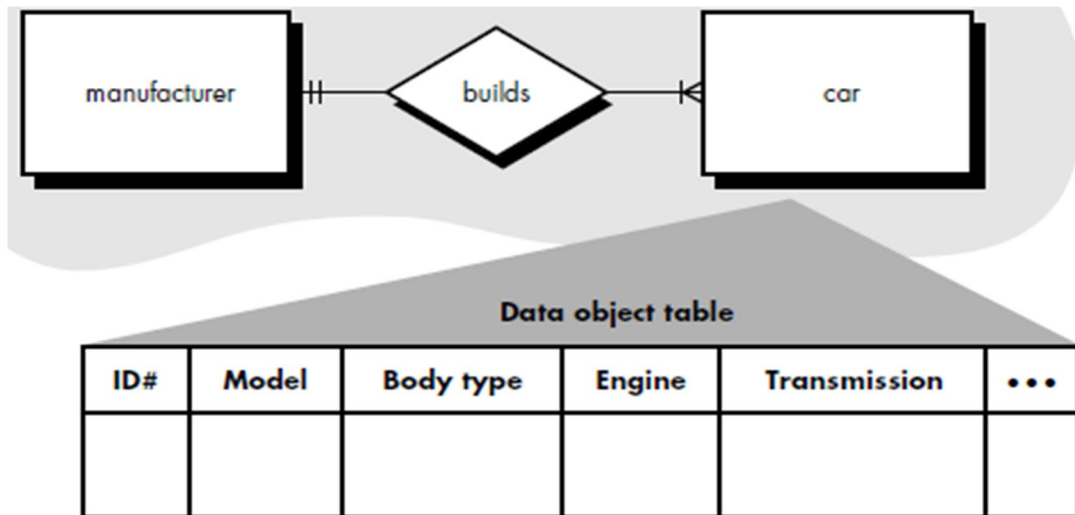 manufacturer builds car
Data object table
ID# Model Body type Engine Transmission •••